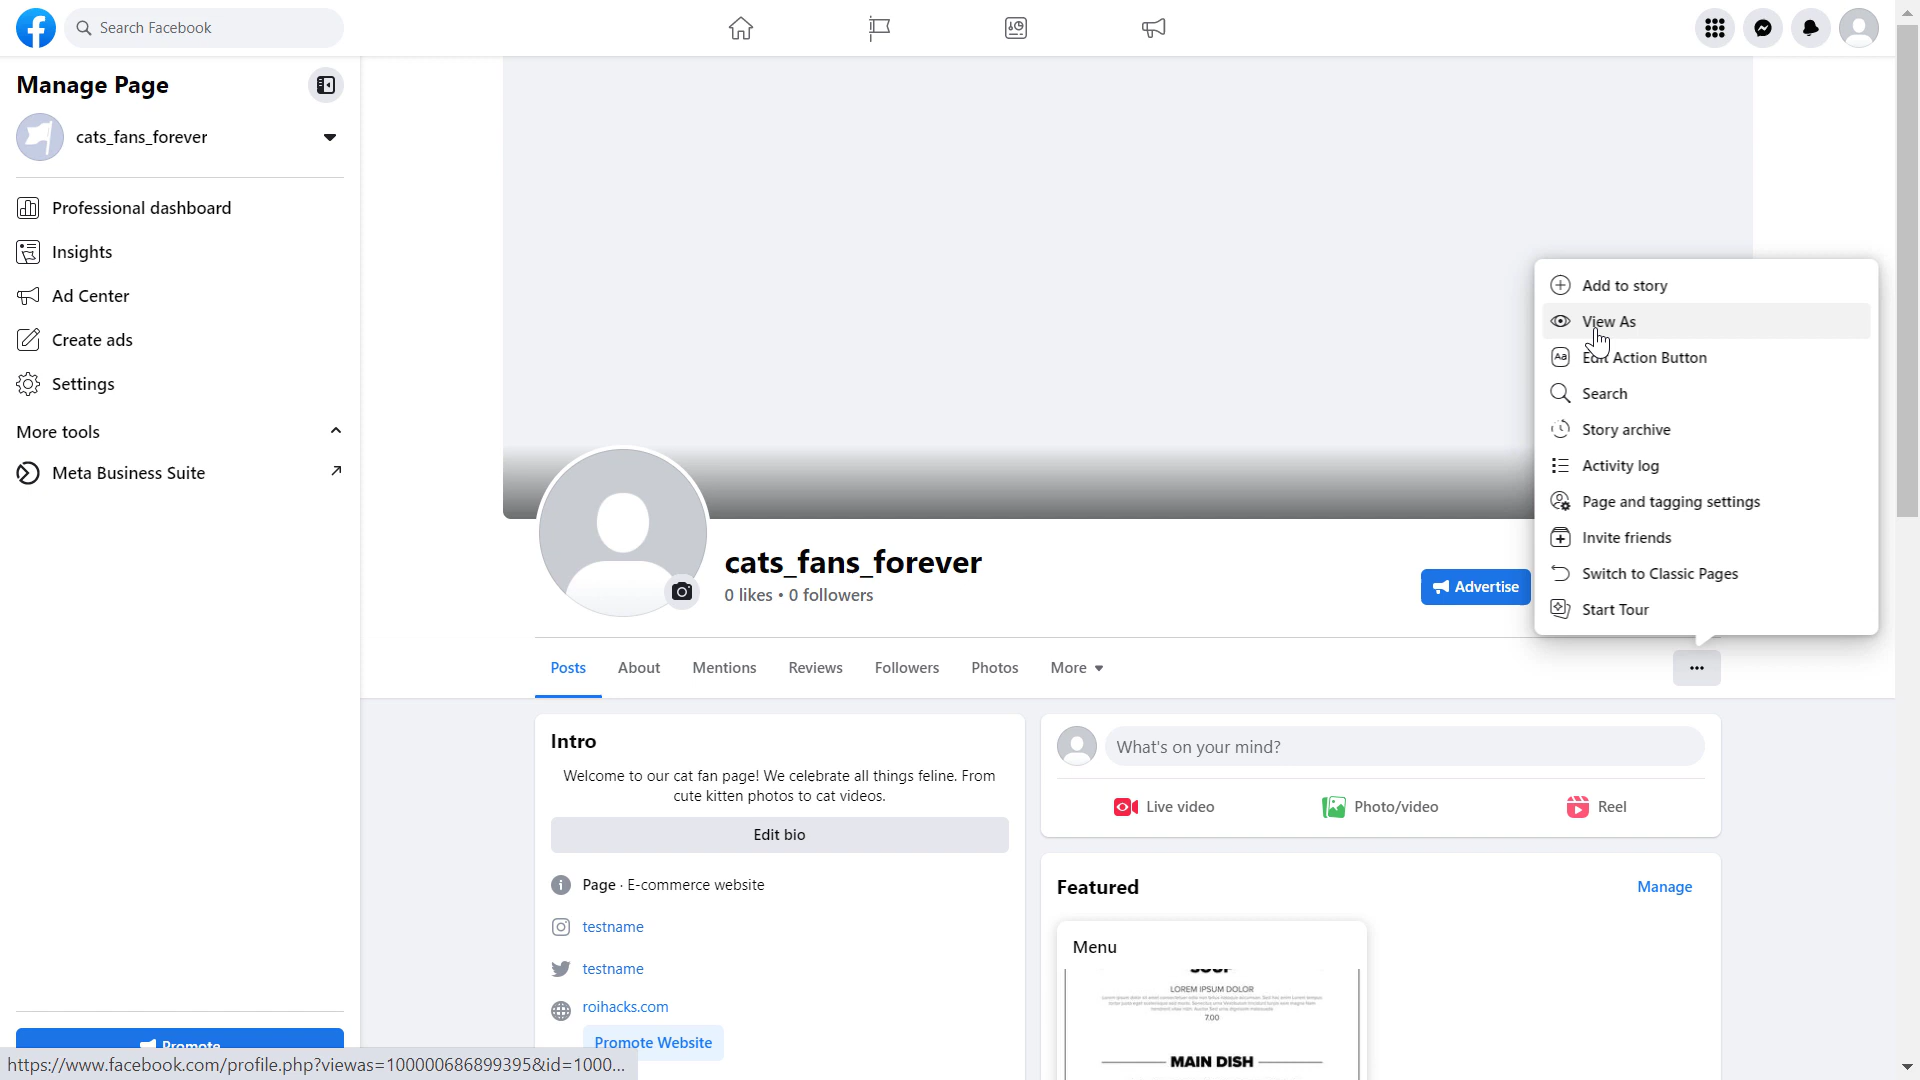 Search Facebook
Manage Page
cats_fans_forever
Professional dashboard
Insights
Ad Center
Create ads
Settings
More tools
Meta Business Suite
Promote
https://www.facebook.com/profile.php?viewas=100000686899395&id=1000...
Add to story
View As
Edit Action Button
Search
Story archive
Activity log
Page and tagging settings
Invite friends
Switch to Classic Pages
Start Tour
cats_fans_forever
0 likes • 0 followers
Advertise
Posts About Mentions Reviews Followers Photos More
Intro
Welcome to our cat fan page! We celebrate all things feline. From
cute kitten photos to cat videos.
Edit bio
Page · E-commerce website
testname
testname
roihacks.com
Promote Website
What's on your mind?
Live video Photo/video Reel
Featured Manage
Menu
SOUP
LOREM IPSUM DOLOR
7.00
MAIN DISH